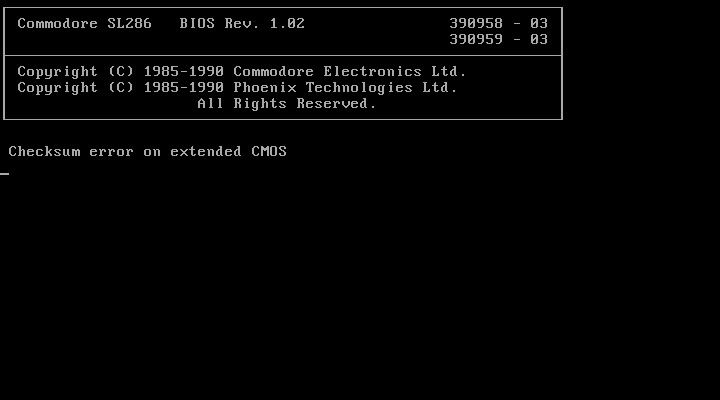 Commodore SL286   BIOS Rev. 1.02                390958 - 03
390959 - 03
Copyright (C) 1985-1990 Commodore Electronics Ltd.
Copyright (C) 1985-1990 Phoenix Technologies Ltd.
All Rights Reserved.
Checksum error on extended CMOS